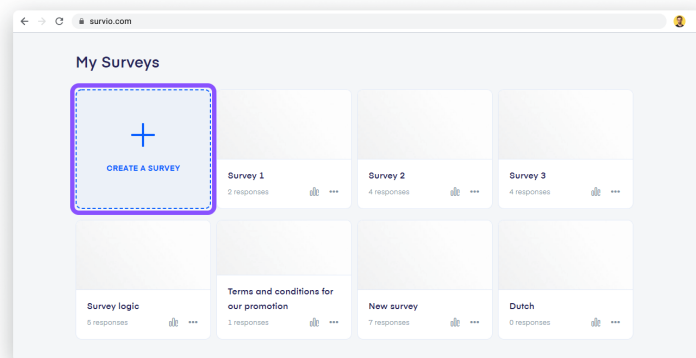 survio.com
My Surveys
CREATE A SURVEY
Survey 1
2 responses
Survey 2
4 responses
Survey 3
4 responses
Survey logic
5 responses
Terms and conditions for
our promotion
1 responses
New survey
7 responses
Dutch
0 responses